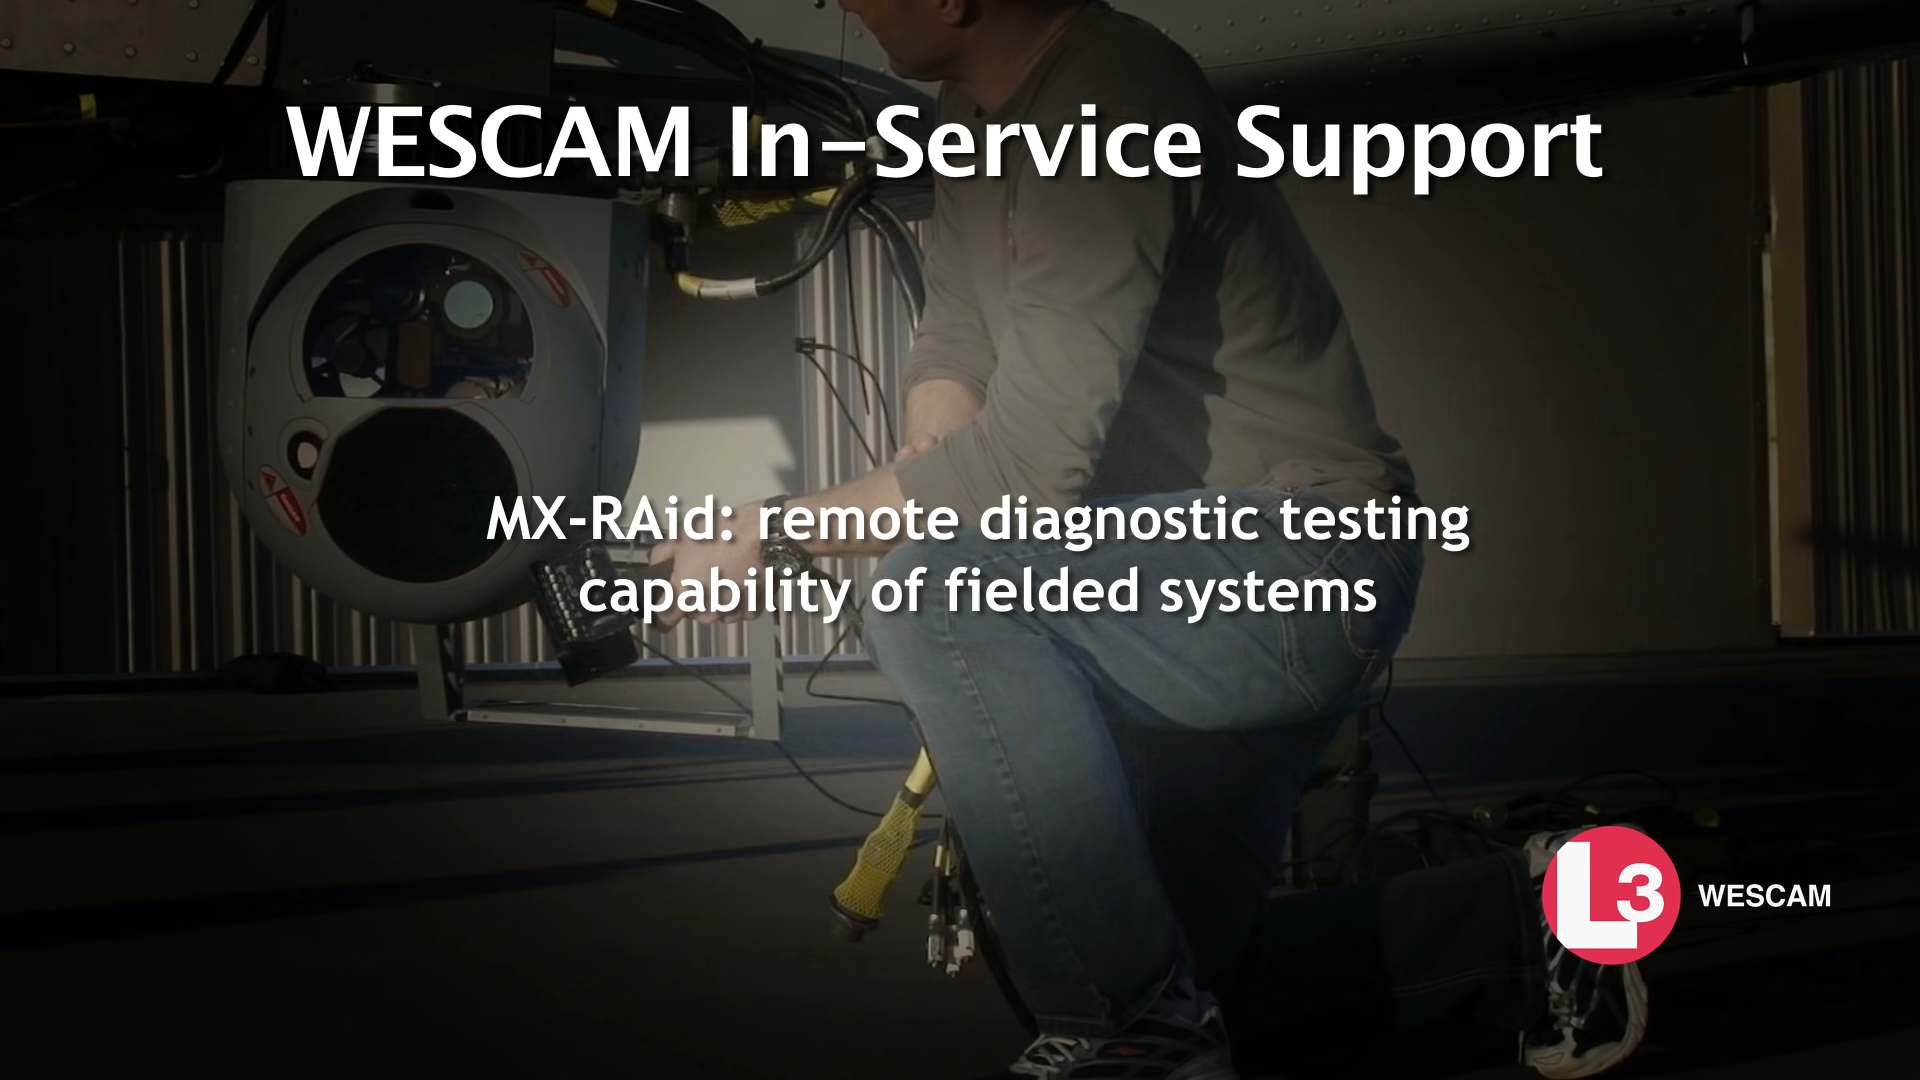 WESCAM In-Service Support
MX-RAid: remote diagnostic testing
capability of fielded systems
L3 WESCAM